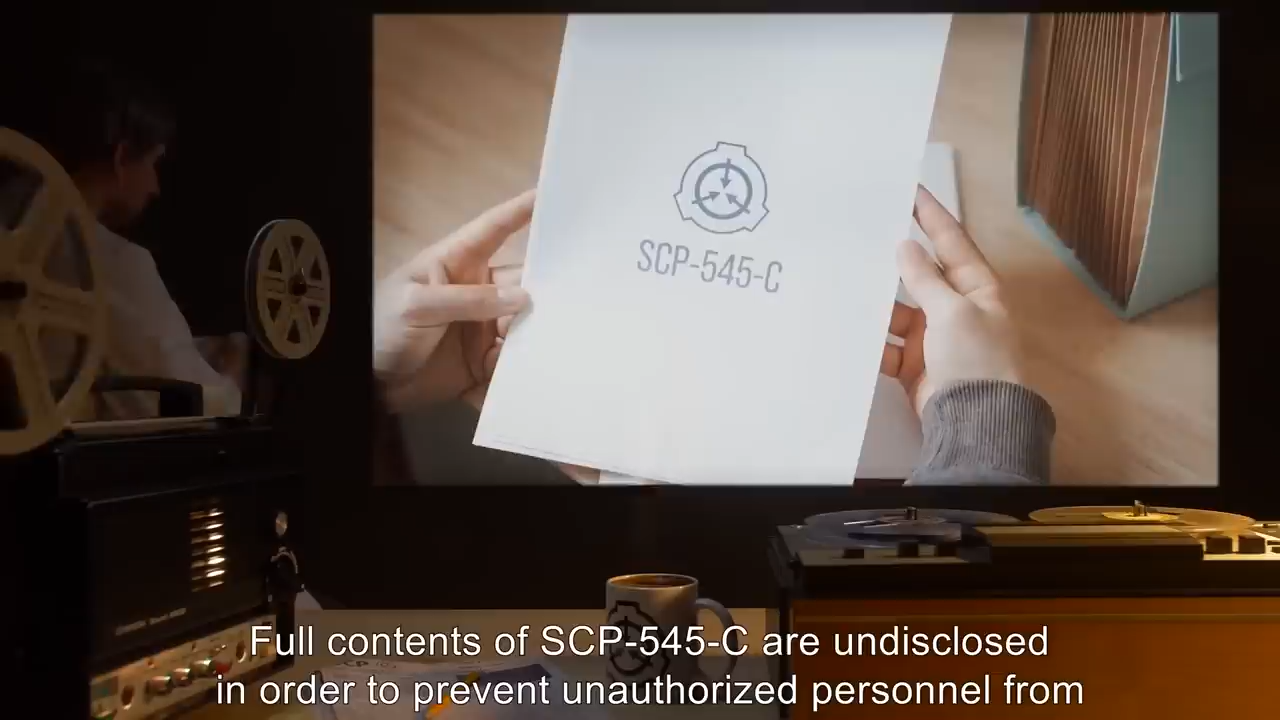 SCP-545-C
Full contents of SCP-545-C are undisclosed
in order to prevent unauthorized personnel from